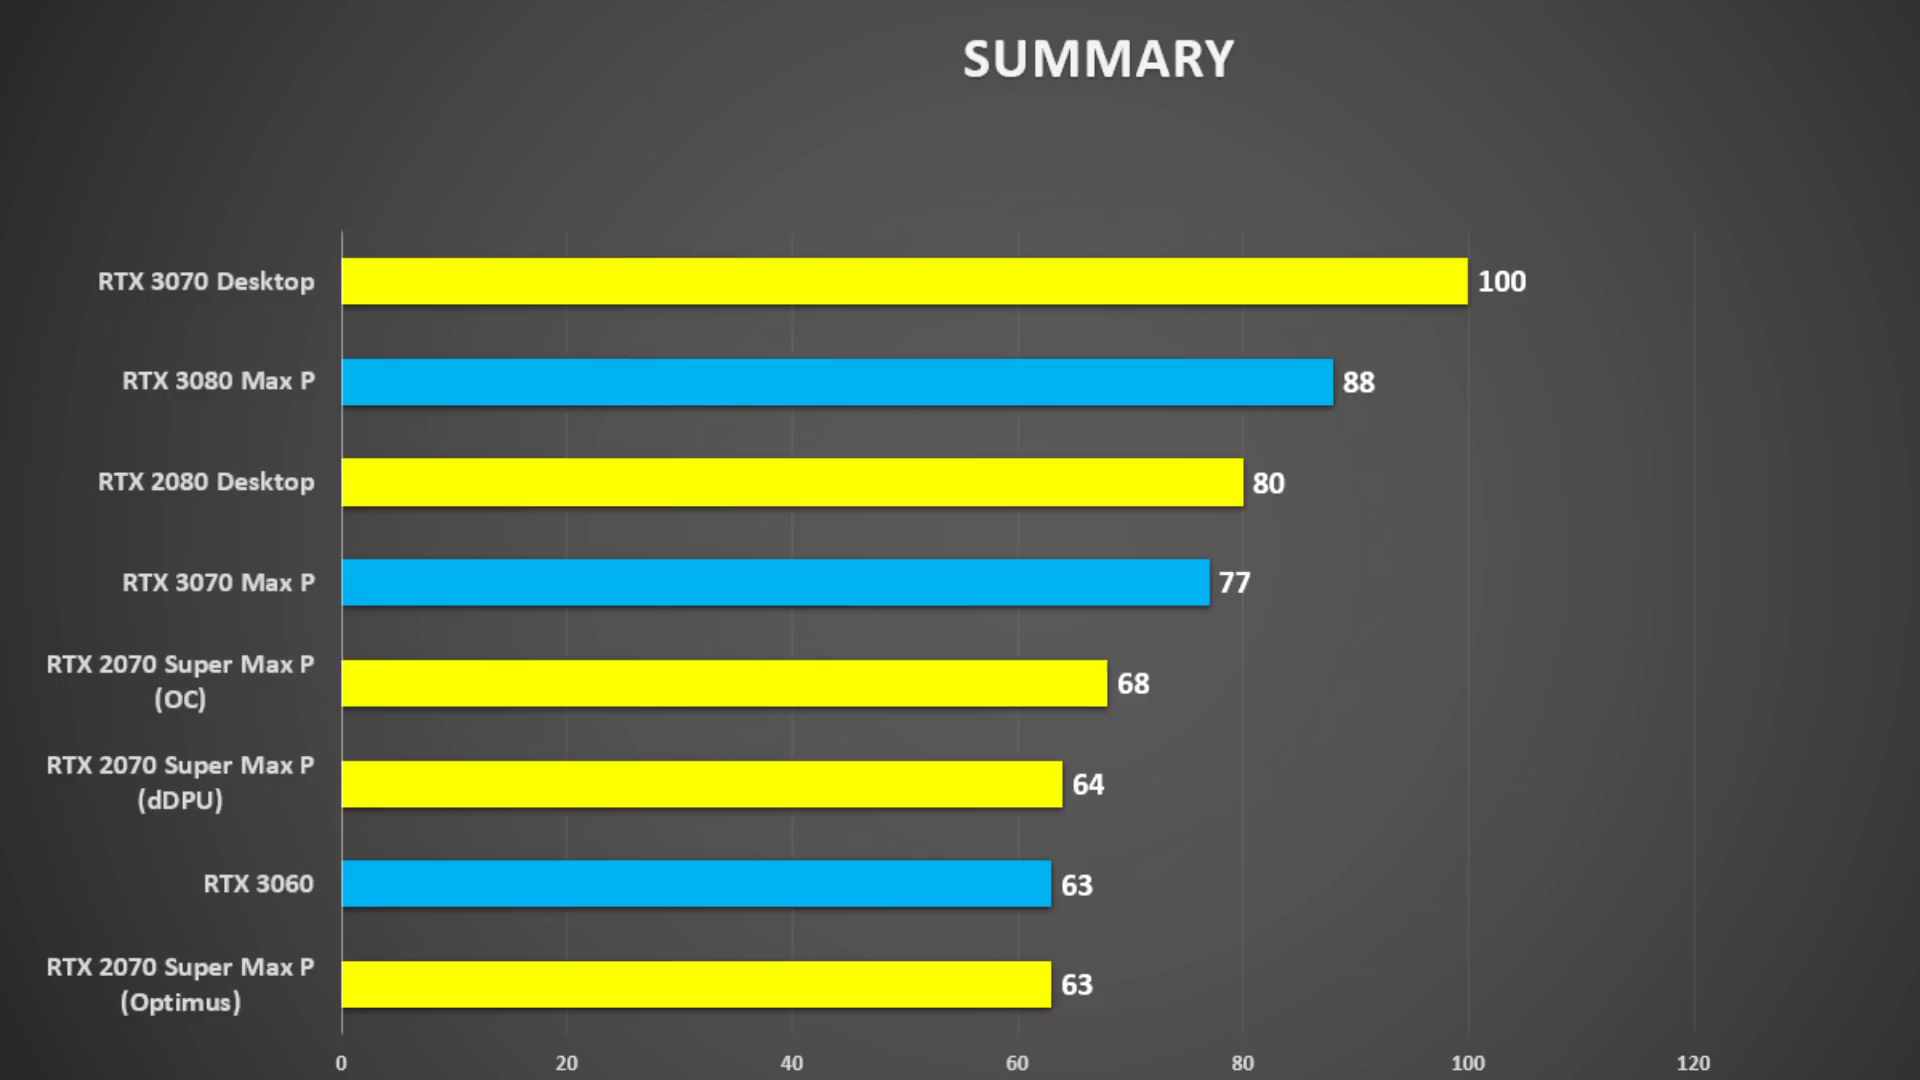 SUMMARY
RTX 3070 Desktop
100
RTX 3080 Max P
88
RTX 2080 Desktop
80
RTX 3070 Max P
77
RTX 2070 Super Max P
(OC)
68
RTX 2070 Super Max P
(dDPU)
64
RTX 3060
63
RTX 2070 Super Max P
(Optimus)
63
0 20 40 60 80 100 120